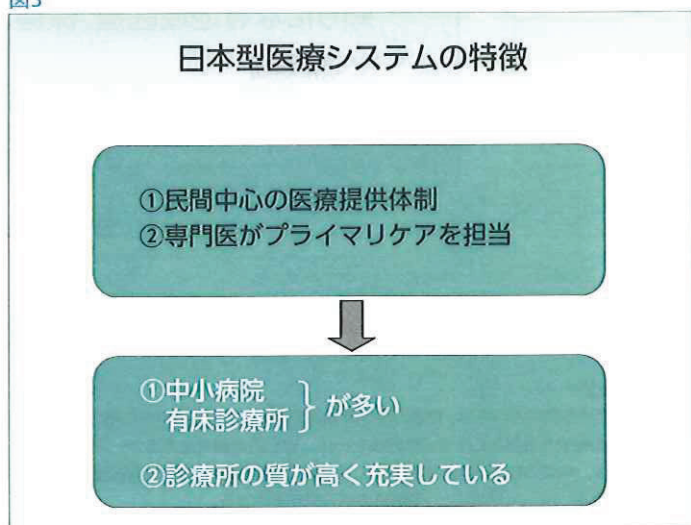 図3
日本型医療システムの特徴
①民間中心の医療提供体制
②専門医がプライマリケアを担当
①中小病院
有床診療所 } が多い
②診療所の質が高く充実している